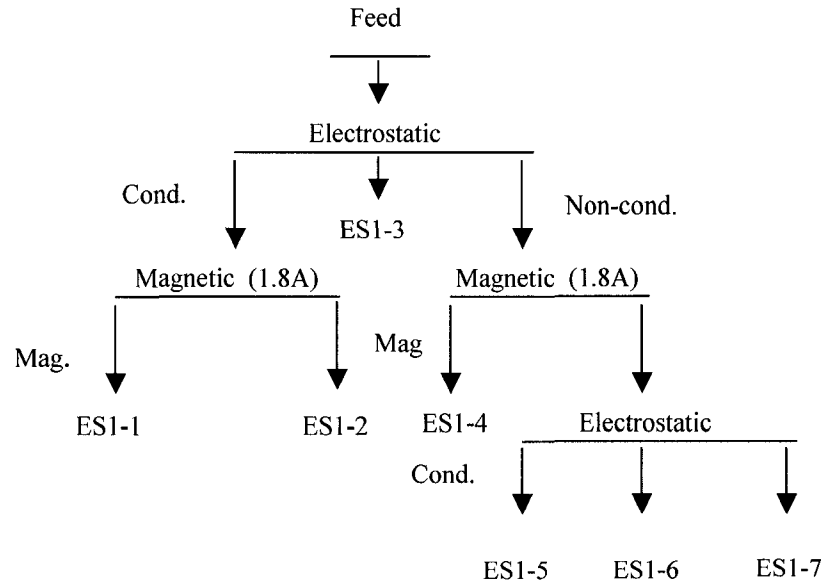 Feed
Electrostatic
Cond.
ES1-3
Non-cond.
Magnetic (1.8A)
Magnetic (1.8A)
Mag.
Mag
ES1-1
ES1-2
ES1-4
Electrostatic
Cond.
ES1-5
ES1-6
ES1-7